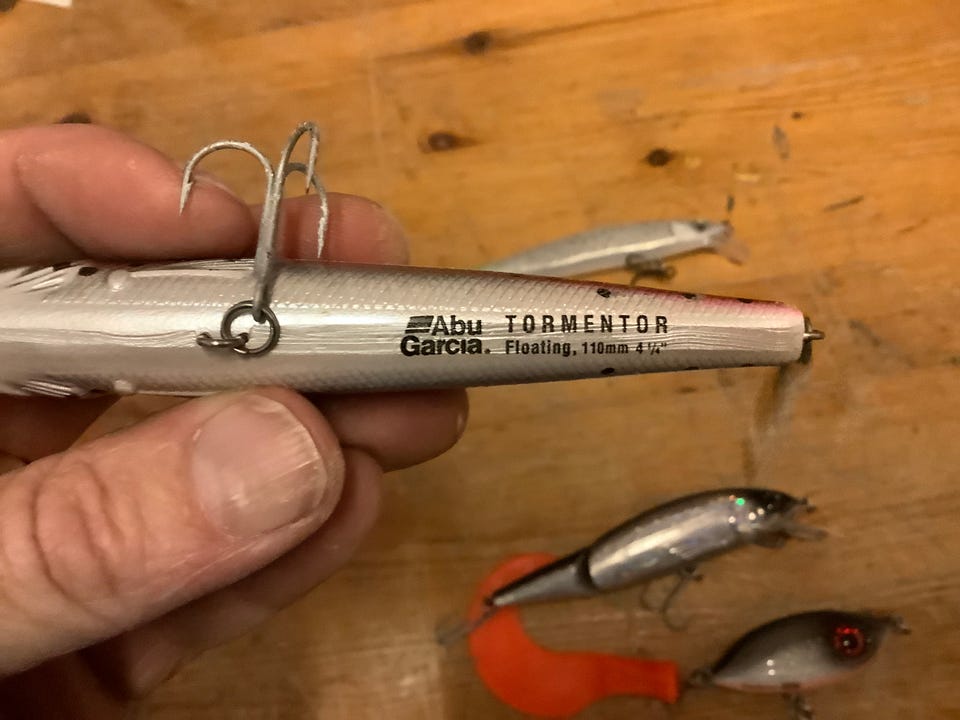 Abu
Garcia®
TORMENTOR
Floating, 110mm 4 ¼"